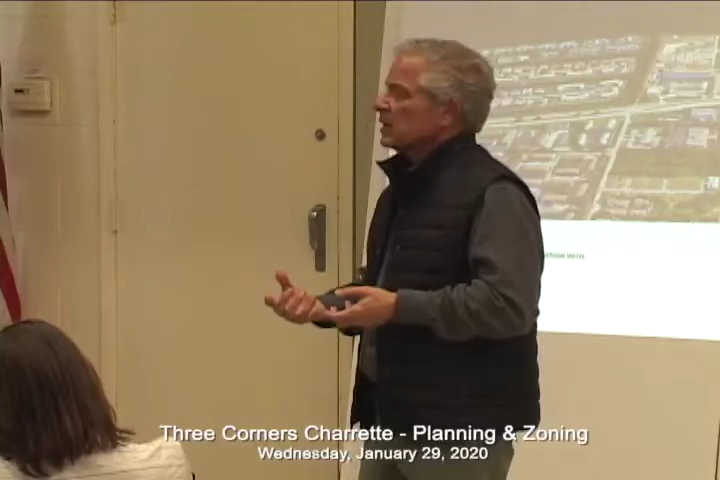 Three Corners Charrette - Planning & Zoning
Wednesday, January 29, 2020